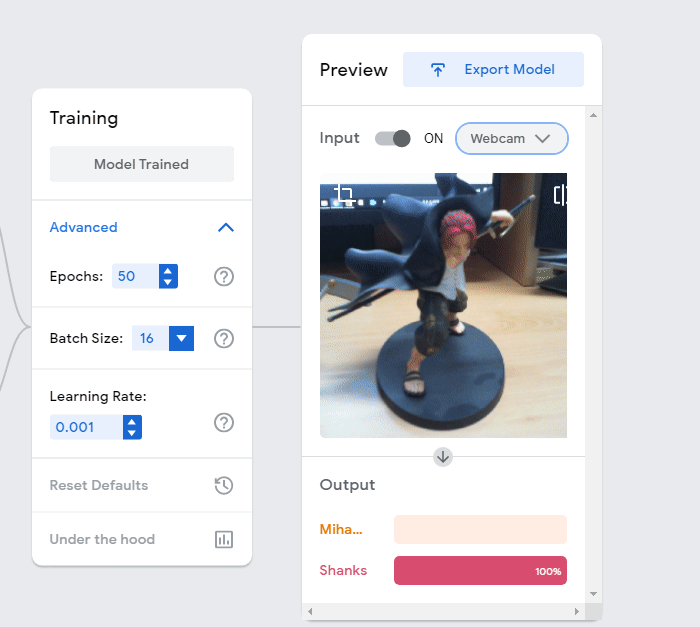 Training
Model Trained
Advanced
Epochs: 50
Batch Size: 16
Learning Rate:
0.001
Reset Defaults
Under the hood
Preview
Export Model
Input ON Webcam
Output
Miha...
Shanks 100%